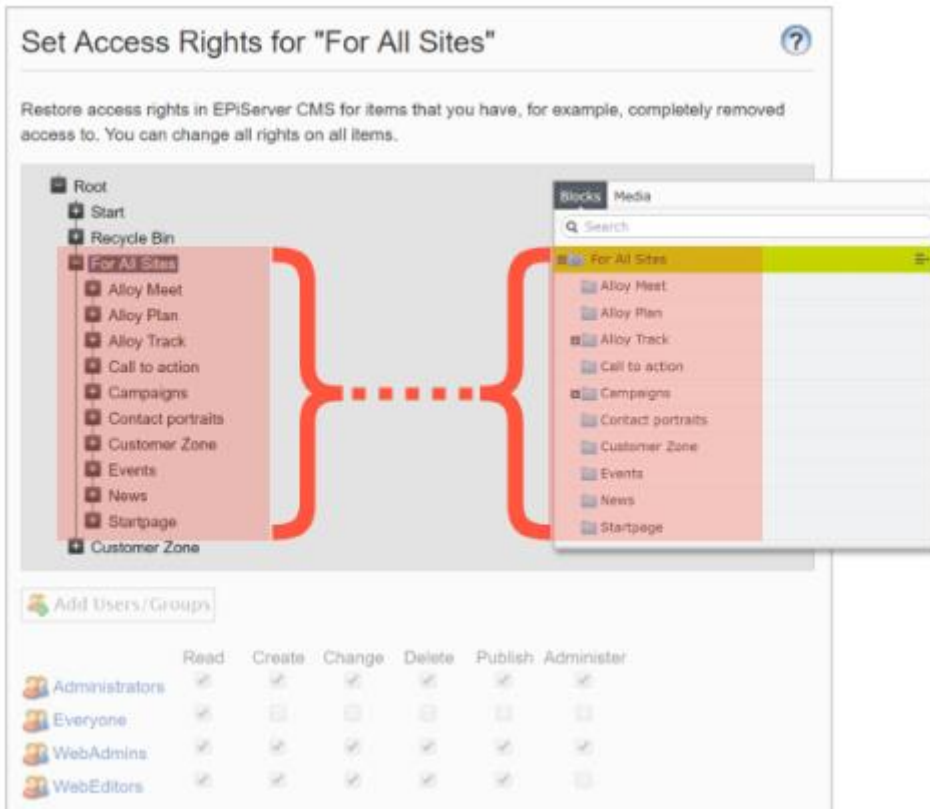 Set Access Rights for "For All Sites"
?
Restore access rights in EPiServer CMS for items that you have, for example, completely removed
access to. You can change all rights on all items.
Root
Start
Recycle Bin
For All Sites
Alloy Meet
Alloy Plan
Alloy Track
Call to action
Campaigns
Contact portraits
Customer Zone
Events
News
Startpage
Customer Zone
Blocks Media
Search
For All Sites
Alloy Meet
Alloy Plan
Alloy Track
Call to action
Campaigns
Contact portraits
Customer Zone
Events
News
Startpage
Add Users/Groups
Read Create Change Delete Publish Administer
Administrators
Everyone
WebAdmins
WebEditors